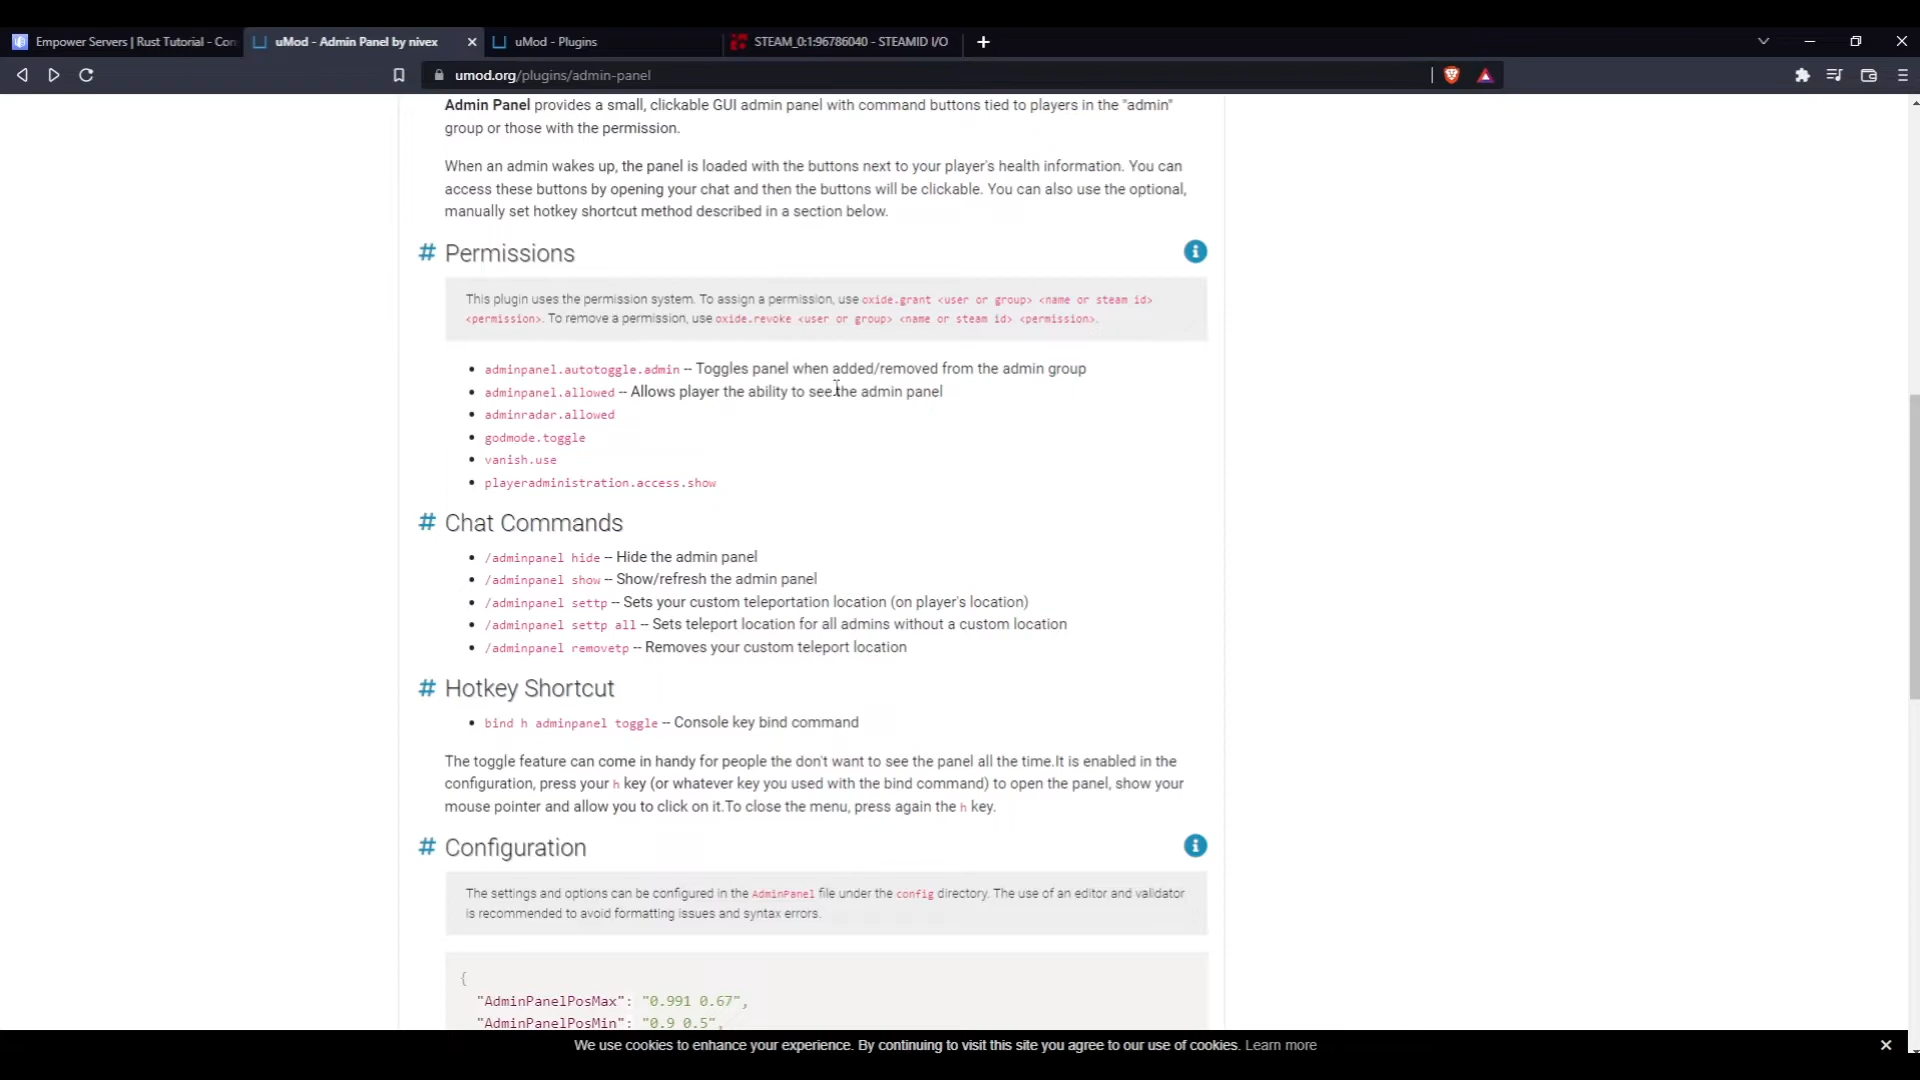 Empower Servers | Rust Tutorial - Con
uMod - Admin Panel by nivex
uMod - Plugins
STEAM_0:1:96786040 - STEAMID I/O
umod.org/plugins/admin-panel
Admin Panel provides a small, clickable GUI admin panel with command buttons tied to players in the "admin"
group or those with the permission.
When an admin wakes up, the panel is loaded with the buttons next to your player's health information. You can
access these buttons by opening your chat and then the buttons will be clickable. You can also use the optional,
manually set hotkey shortcut method described in a section below.
# Permissions
This plugin uses the permission system. To assign a permission, use oxide.grant <user or group> <name or steam id>
<permission>. To remove a permission, use oxide.revoke <user or group> <name or steam id> <permission>.
• adminpanel.autotoggle.admin -- Toggles panel when added/removed from the admin group
• adminpanel.allowed -- Allows player the ability to see the admin panel
• adminradar.allowed
• godmode.toggle
• vanish.use
• playeradministration.access.show
# Chat Commands
• /adminpanel hide -- Hide the admin panel
• /adminpanel show -- Show/refresh the admin panel
• /adminpanel settp -- Sets your custom teleportation location (on player's location)
• /adminpanel settp all -- Sets teleport location for all admins without a custom location
• /adminpanel removetp -- Removes your custom teleport location
# Hotkey Shortcut
• bind h adminpanel toggle -- Console key bind command
The toggle feature can come in handy for people the don't want to see the panel all the time.It is enabled in the
configuration, press your h key (or whatever key you used with the bind command) to open the panel, show your
mouse pointer and allow you to click on it.To close the menu, press again the h key.
# Configuration
The settings and options can be configured in the AdminPanel file under the config directory. The use of an editor and validator
is recommended to avoid formatting issues and syntax errors.
{
"AdminPanelPosMax": "0.991 0.67",
"AdminPanelPosMin": "0.9 0.5",
We use cookies to enhance your experience. By continuing to visit this site you agree to our use of cookies. Learn more